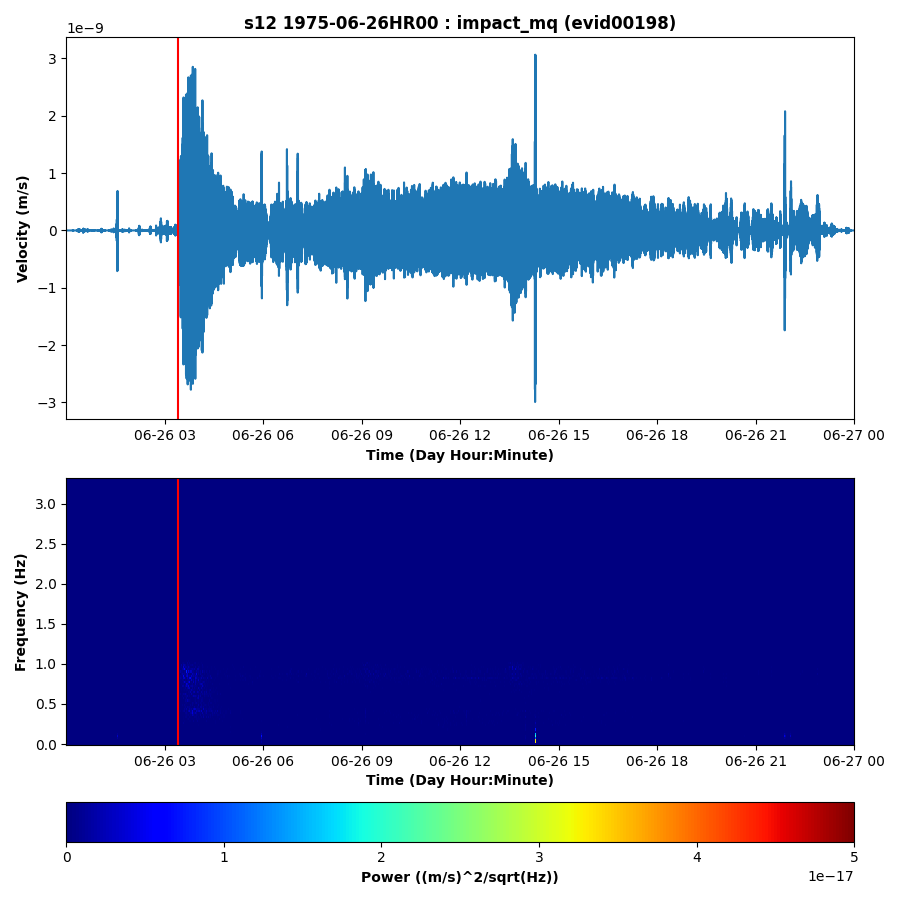 s12 1975-06-26HR00 : impact_mq (evid00198)
1e−9
3
2
1
0
−1
−2
−3
Velocity (m/s)
06-26 03 06-26 06 06-26 09 06-26 12 06-26 15 06-26 18 06-26 21 06-27 00
Time (Day Hour:Minute)
3.0
2.5
2.0
1.5
1.0
0.5
0.0
Frequency (Hz)
06-26 03 06-26 06 06-26 09 06-26 12 06-26 15 06-26 18 06-26 21 06-27 00
Time (Day Hour:Minute)
0 1 2 3 4 5
1e−17
Power ((m/s)^2/sqrt(Hz))